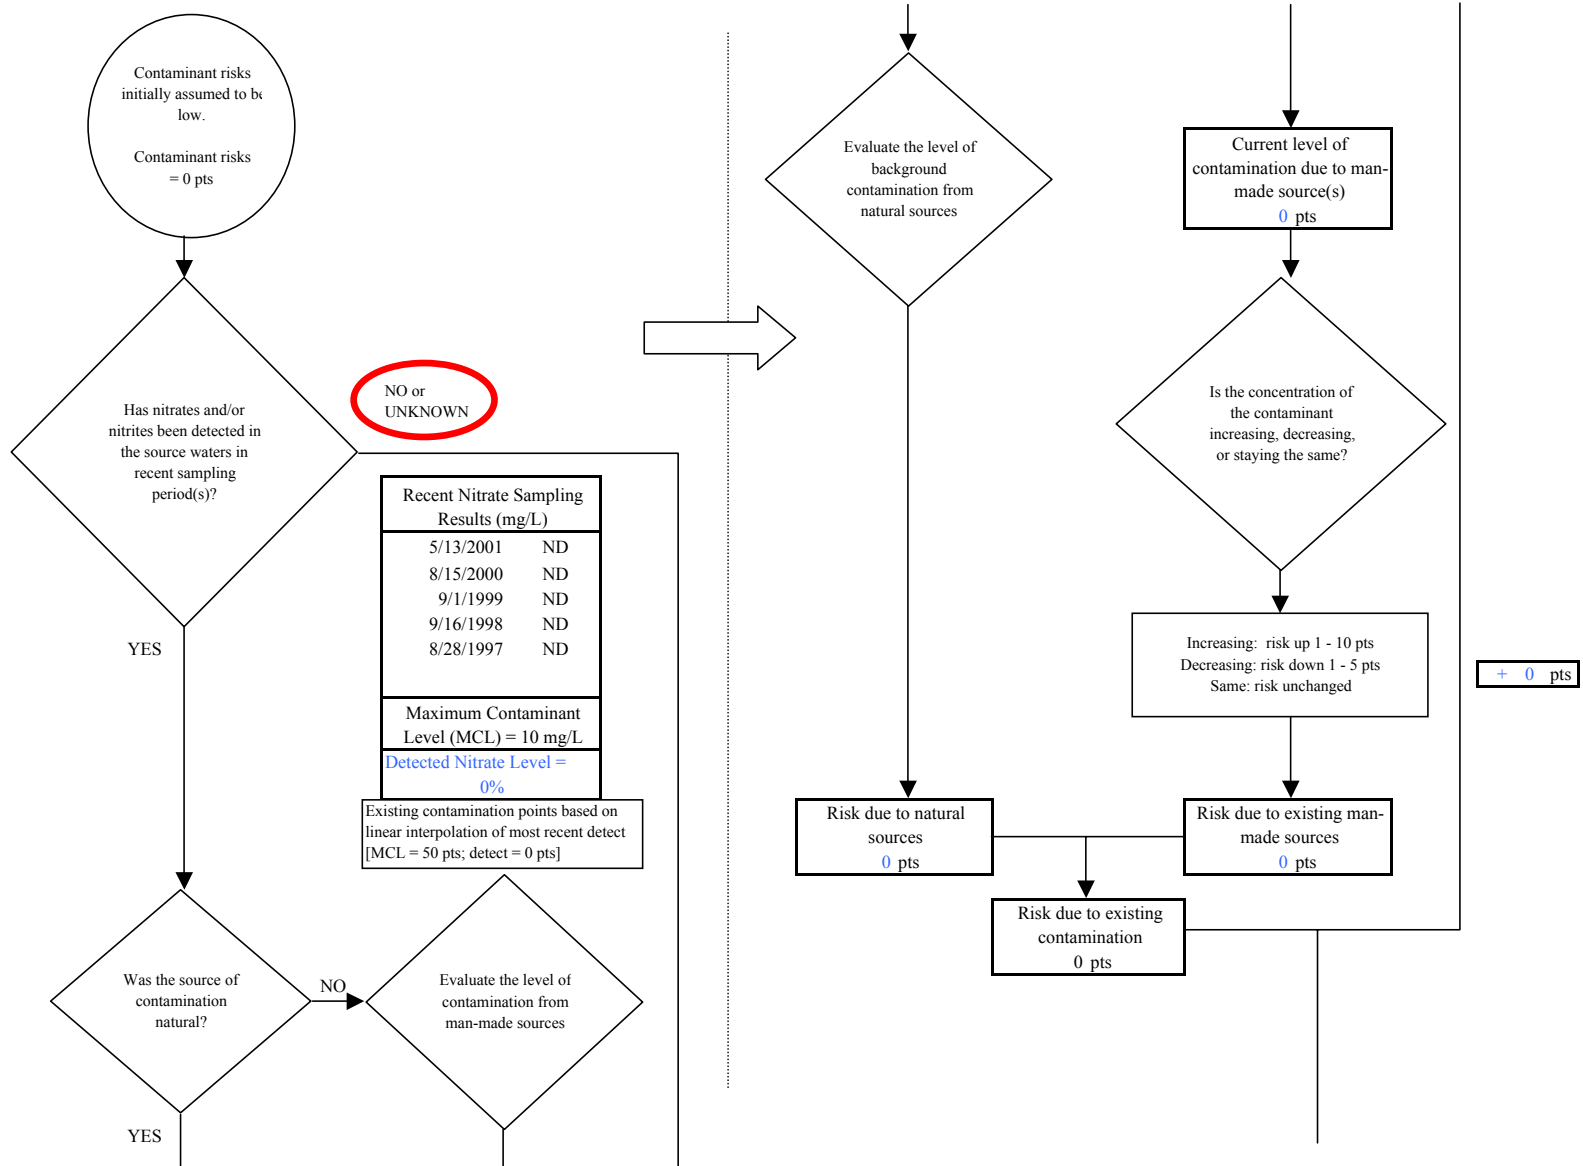 Contaminant risks
initially assumed to be
low.
Contaminant risks
= 0 pts
Has nitrates and/or
nitrites been detected in
the source waters in
recent sampling
period(s)?
NO or
UNKNOWN
YES
Recent Nitrate Sampling
Results (mg/L)
5/13/2001 ND
8/15/2000 ND
9/1/1999 ND
9/16/1998 ND
8/28/1997 ND
Maximum Contaminant
Level (MCL) = 10 mg/L
Detected Nitrate Level =
0%
Existing contamination points based on
linear interpolation of most recent detect
[MCL = 50 pts; detect = 0 pts]
Was the source of
contamination
natural?
NO
Evaluate the level of
contamination from
man-made sources
YES
Evaluate the level of
background
contamination from
natural sources
Current level of
contamination due to man-
made source(s)
0 pts
Is the concentration of
the contaminant
increasing, decreasing,
or staying the same?
Increasing: risk up 1 - 10 pts
Decreasing: risk down 1 - 5 pts
Same: risk unchanged
+ 0 pts
Risk due to natural
sources
0 pts
Risk due to existing man-
made sources
0 pts
Risk due to existing
contamination
0 pts